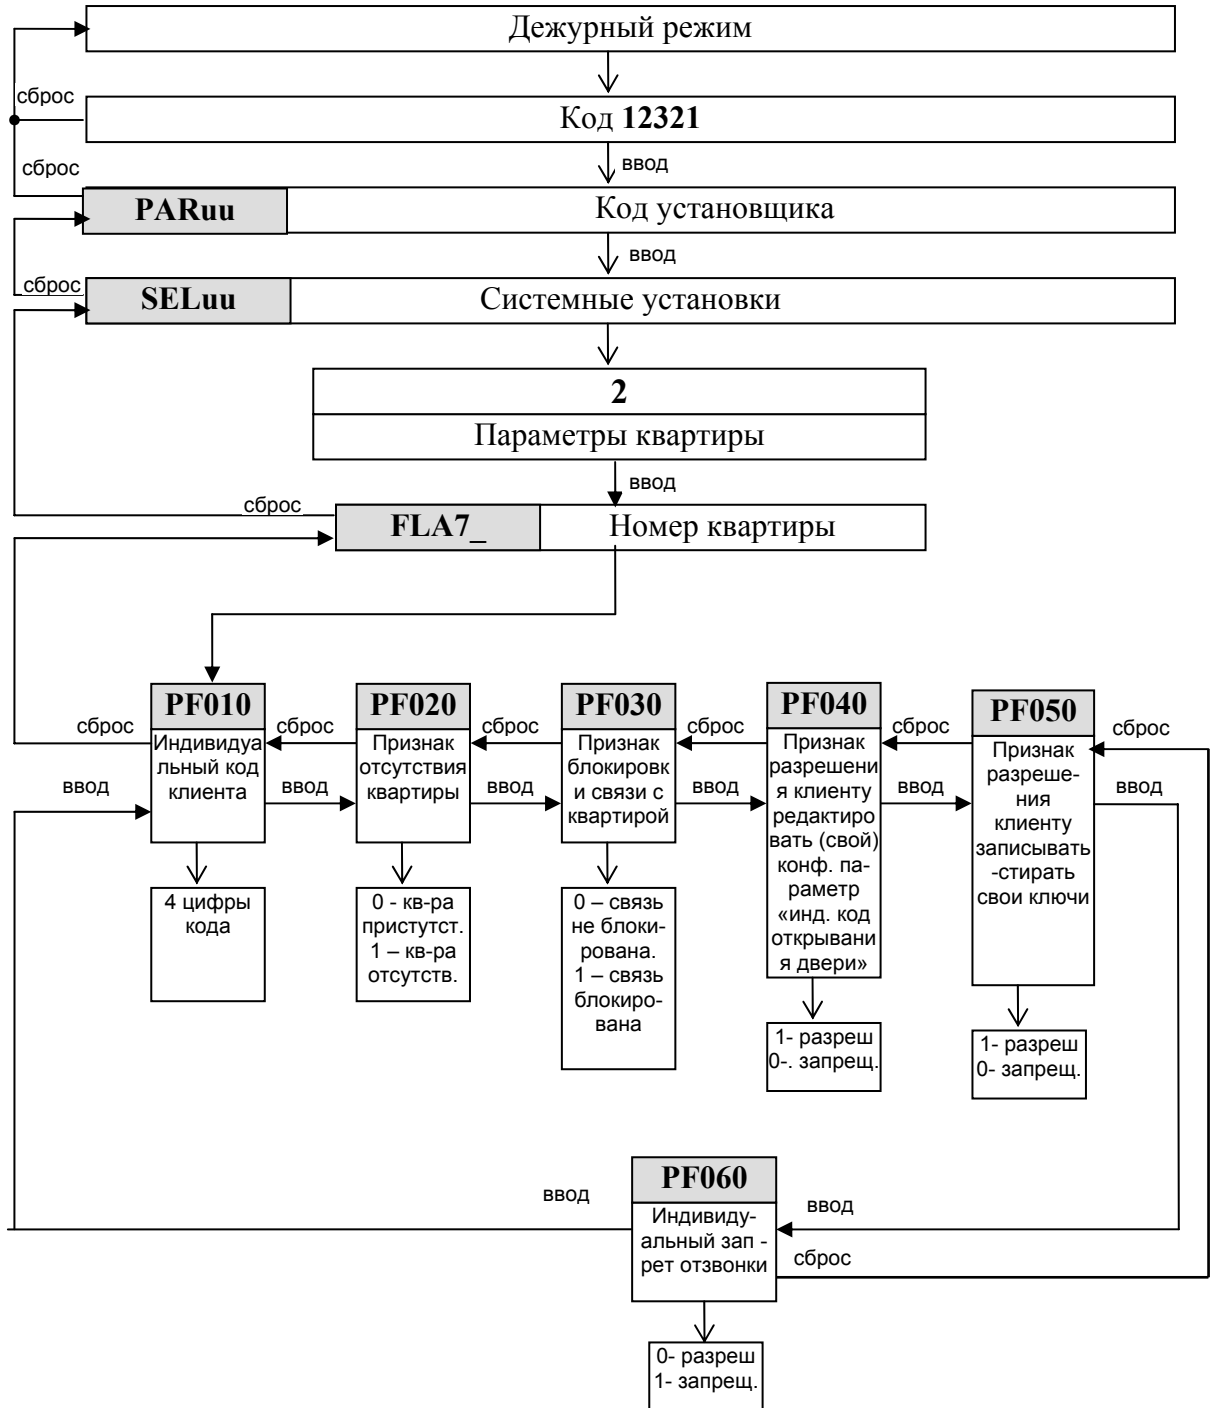 Дежурный режим
сброс
Код 12321
сброс
ввод
PARuu
Код установщика
ввод
сброс
SELuu
Системные установки
2
Параметры квартиры
ввод
сброс
FLA7_
Номер квартиры
PF010
PF020
PF030
PF040
PF050
сброс
сброс
сброс
сброс
сброс
сброс
ввод
ввод
ввод
ввод
ввод
ввод
Индивидуа
льный код
клиента
Признак
отсутствия
квартиры
Признак
блокировк
и связи с
квартирой
Признак
разрешени
я клиенту
редактиро
вать (свой)
конф. па-
раметр
«инд. код
открывани
я двери»
Признак
разреше-
ния
клиенту
записывать
-стирать
свои ключи
4 цифры
кода
0 - кв-ра
пристутст.
1 – кв-ра
отсутств.
0 – связь
не блоки-
рована.
1 – связь
блокиро-
вана
1- разреш
0-. запрещ.
1- разреш
0- запрещ.
PF060
ввод
ввод
Индивиду-
альный зап -
рет отзвонки
сброс
0- разреш
1- запрещ.